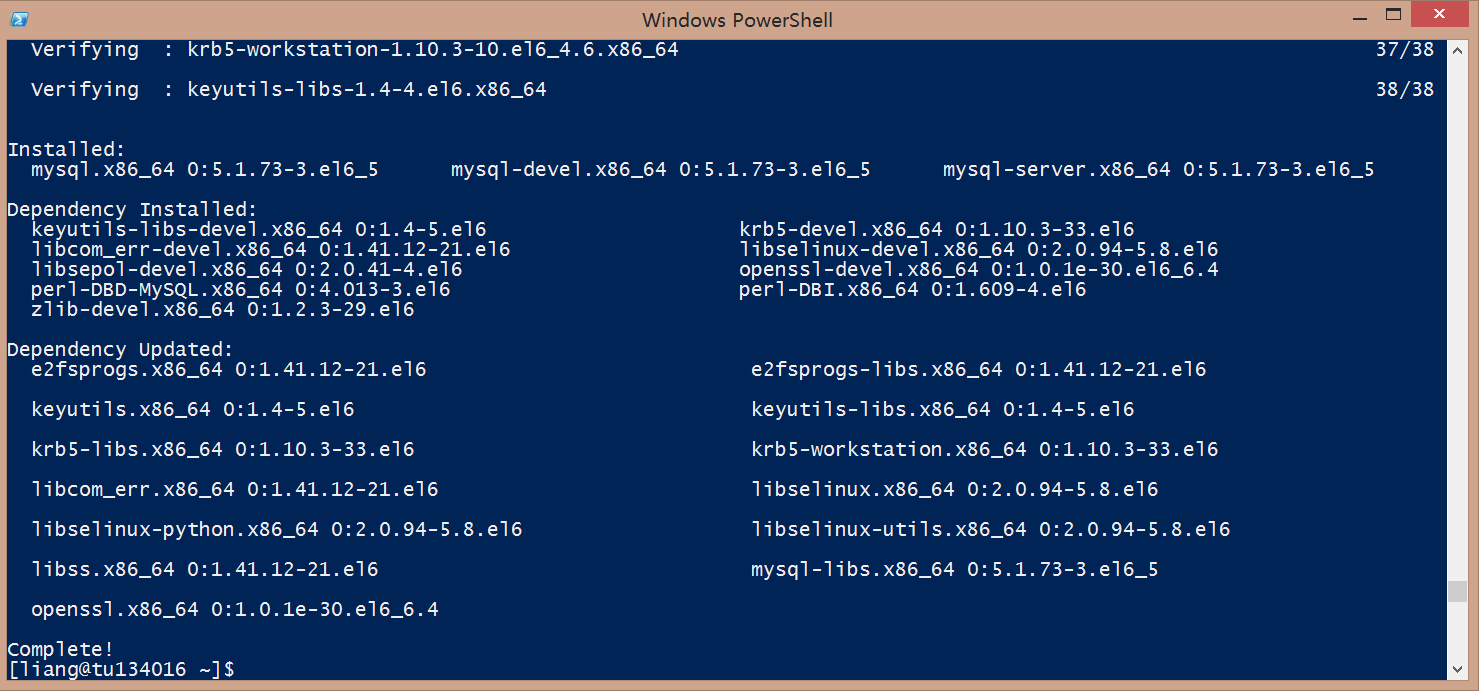 Windows PowerShell
Verifying : krb5-workstation-1.10.3-10.el6_4.6.x86_64 37/38
Verifying : keyutils-libs-1.4-4.el6.x86_64 38/38
Installed:
mysql.x86_64 0:5.1.73-3.el6_5 mysql-devel.x86_64 0:5.1.73-3.el6_5 mysql-server.x86_64 0:5.1.73-3.el6_5
Dependency Installed:
keyutils-libs-devel.x86_64 0:1.4-5.el6 krb5-devel.x86_64 0:1.10.3-33.el6
libcom_err-devel.x86_64 0:1.41.12-21.el6 libselinux-devel.x86_64 0:2.0.94-5.8.el6
libsepol-devel.x86_64 0:2.0.41-4.el6 openssl-devel.x86_64 0:1.0.1e-30.el6_6.4
perl-DBD-MySQL.x86_64 0:4.013-3.el6 perl-DBI.x86_64 0:1.609-4.el6
zlib-devel.x86_64 0:1.2.3-29.el6
Dependency Updated:
e2fsprogs.x86_64 0:1.41.12-21.el6 e2fsprogs-libs.x86_64 0:1.41.12-21.el6
keyutils.x86_64 0:1.4-5.el6 keyutils-libs.x86_64 0:1.4-5.el6
krb5-libs.x86_64 0:1.10.3-33.el6 krb5-workstation.x86_64 0:1.10.3-33.el6
libcom_err.x86_64 0:1.41.12-21.el6 libselinux.x86_64 0:2.0.94-5.8.el6
libselinux-python.x86_64 0:2.0.94-5.8.el6 libselinux-utils.x86_64 0:2.0.94-5.8.el6
libss.x86_64 0:1.41.12-21.el6 mysql-libs.x86_64 0:5.1.73-3.el6_5
openssl.x86_64 0:1.0.1e-30.el6_6.4
Complete!
[liang@tu134016 ~]$